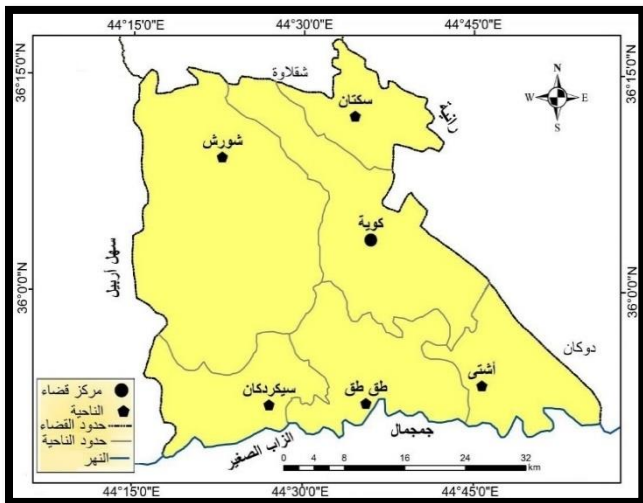 44°15'0"E 44°30'0"E 44°45'0"E
36°15'0"N 36°15'0"N
شقلاوة
سكتان
رانية
N
W E
S
شورش
كوية
سهل أربيل
36°0'0"N 36°0'0"N
دوكان
أشتي
طق طق
سيكردكان
جمجمال
الزاب الصغير
مركز قضاء
الناحية
حدود القضاء
حدود الناحية
النهر
0 2 4 8 16 24 32
km
44°15'0"E 44°30'0"E 44°45'0"E